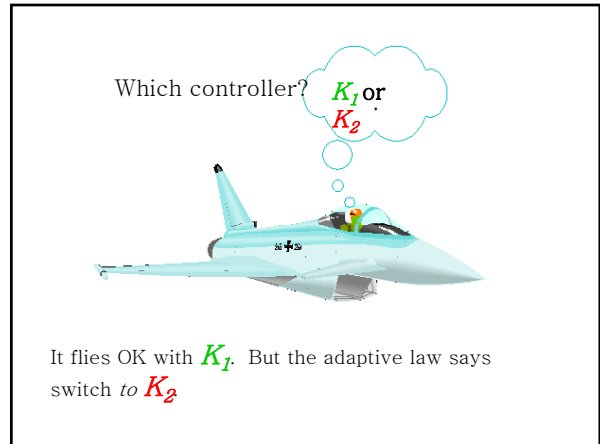 Which controller?
K₁ or
K₂
It flies OK with K₁. But the adaptive law says
switch to K₂